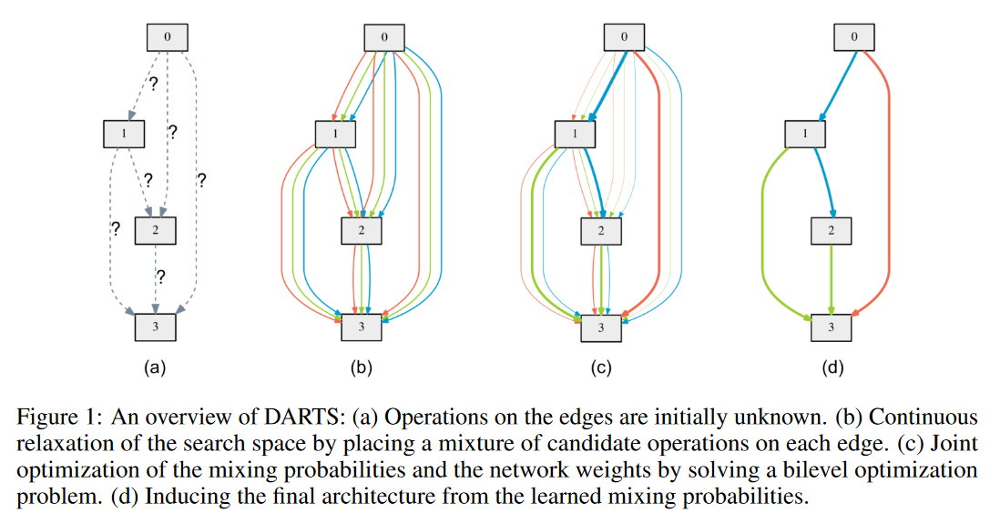 0
0
0
0
?
1
?
1
1
1
?
?
?
2
2
2
2
?
3
3
3
3
(a)
(b)
(c)
(d)
Figure 1: An overview of DARTS: (a) Operations on the edges are initially unknown. (b) Continuous
relaxation of the search space by placing a mixture of candidate operations on each edge. (c) Joint
optimization of the mixing probabilities and the network weights by solving a bilevel optimization
problem. (d) Inducing the final architecture from the learned mixing probabilities.